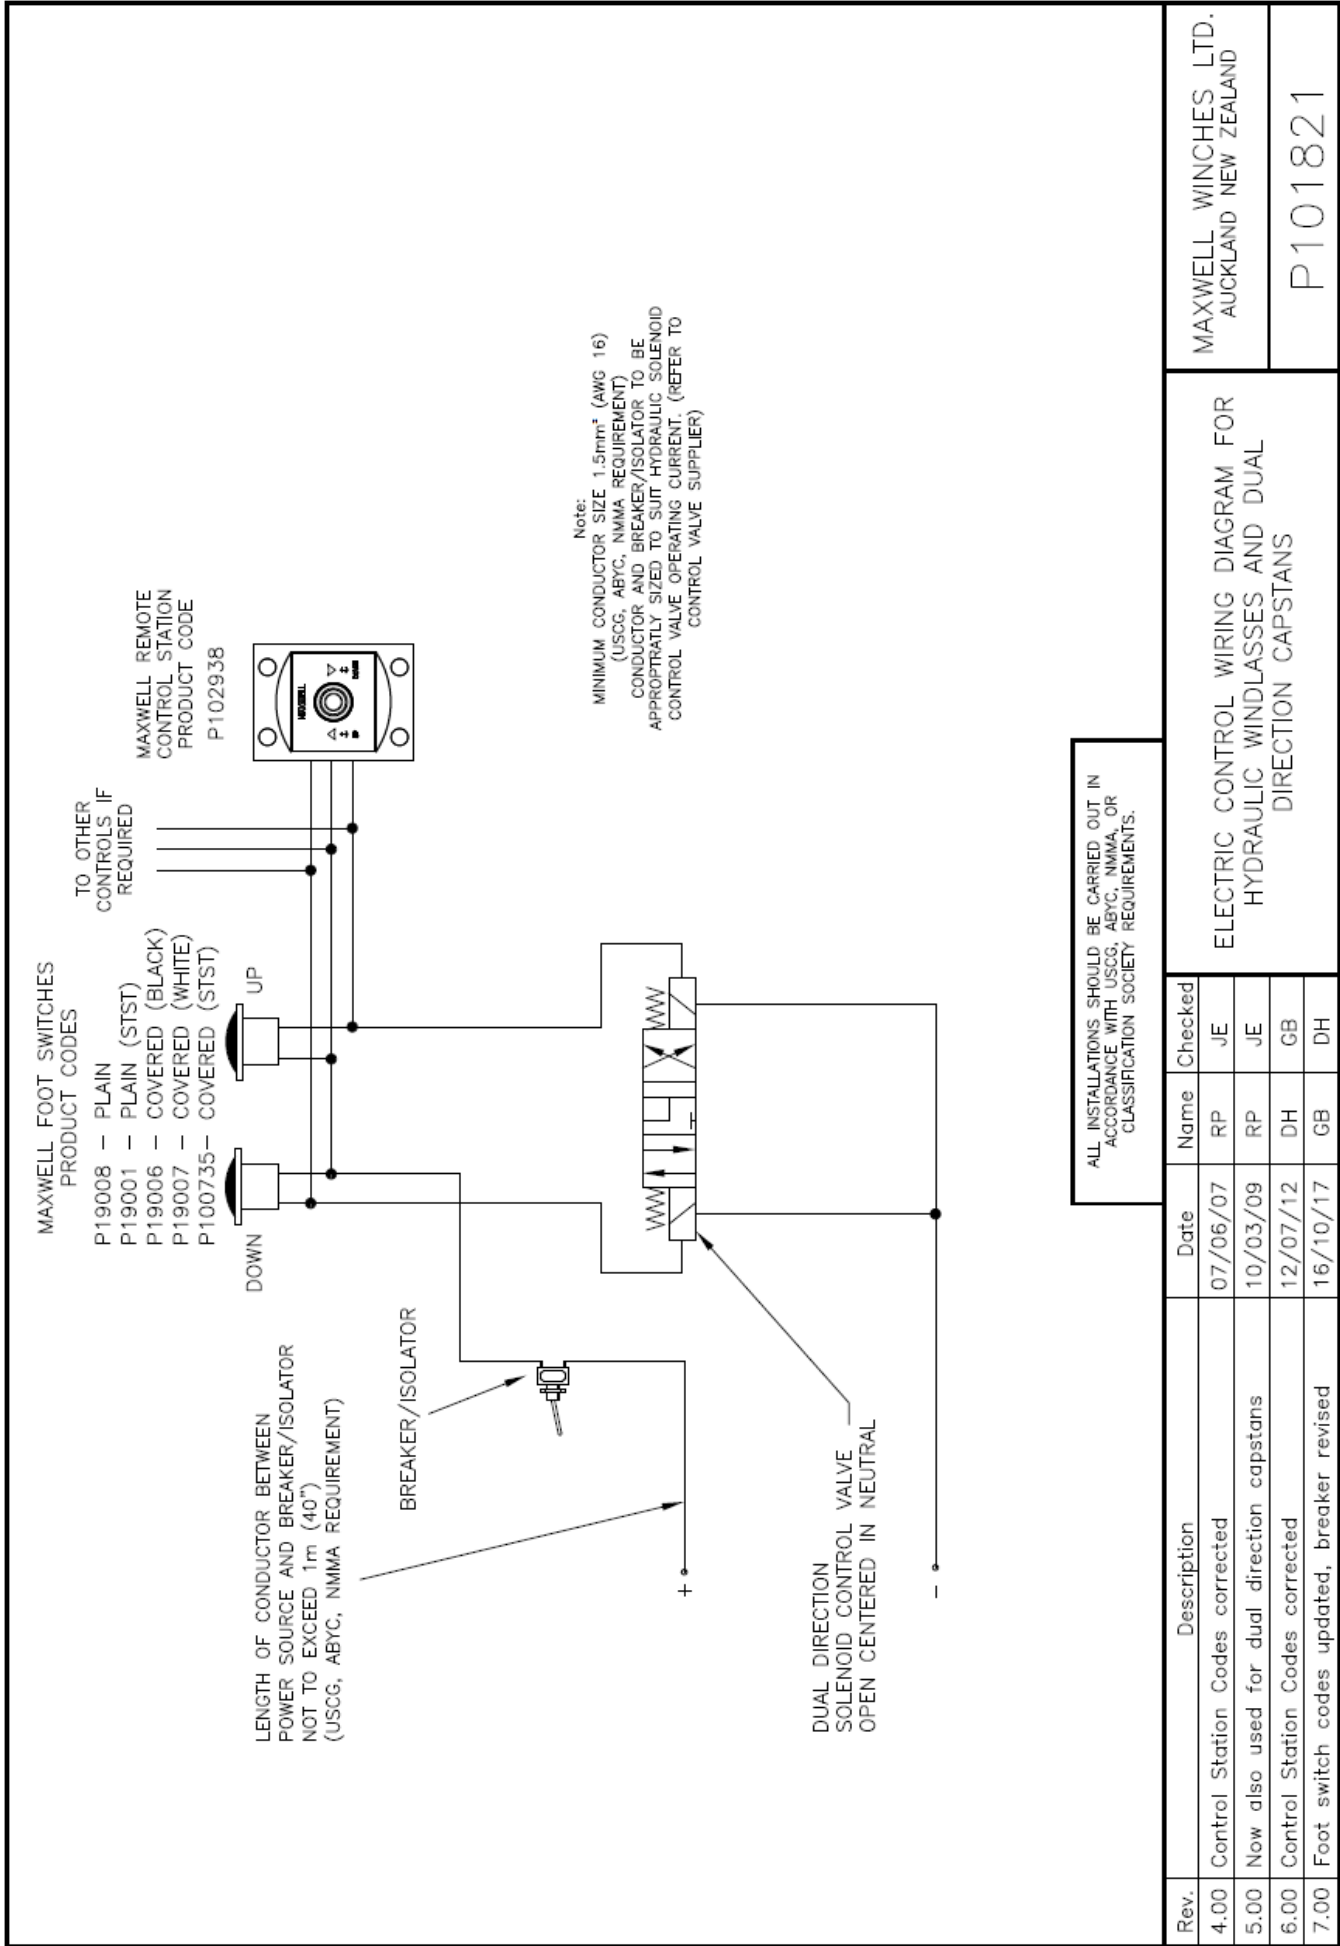 MAXWELL FOOT SWITCHES
PRODUCT CODES
P19008 – PLAIN
P19001 – PLAIN (STST)
P19006 – COVERED (BLACK)
P19007 – COVERED (WHITE)
P100735– COVERED (STST)
DOWN
UP
TO OTHER
CONTROLS IF
REQUIRED
MAXWELL REMOTE
CONTROL STATION
PRODUCT CODE
P102938
MAXWELL
UP
DOWN
LENGTH OF CONDUCTOR BETWEEN
POWER SOURCE AND BREAKER/ISOLATOR
NOT TO EXCEED 1m (40")
(USCG, ABYC, NMMA REQUIREMENT)
BREAKER/ISOLATOR
+
-
Note:
MINIMUM CONDUCTOR SIZE 1.5mm² (AWG 16)
(USCG, ABYC, NMMA REQUIREMENT)
CONDUCTOR AND BREAKER/ISOLATOR TO BE
APPROPTRATLY SIZED TO SUIT HYDRAULIC SOLENOID
CONTROL VALVE OPERATING CURRENT. (REFER TO
CONTROL VALVE SUPPLIER)
DUAL DIRECTION
SOLENOID CONTROL VALVE
OPEN CENTERED IN NEUTRAL
ALL INSTALLATIONS SHOULD BE CARRIED OUT IN
ACCORDANCE WITH USCG, ABYC, NMMA, OR
CLASSIFICATION SOCIETY REQUIREMENTS.
Rev. Description Date Name Checked
4.00 Control Station Codes corrected 07/06/07 RP JE
5.00 Now also used for dual direction capstans 10/03/09 RP JE
6.00 Control Station Codes corrected 12/07/12 DH GB
7.00 Foot switch codes updated, breaker revised 16/10/17 GB DH
ELECTRIC CONTROL WIRING DIAGRAM FOR
HYDRAULIC WINDLASSES AND DUAL
DIRECTION CAPSTANS
MAXWELL WINCHES LTD.
AUCKLAND NEW ZEALAND
P101821